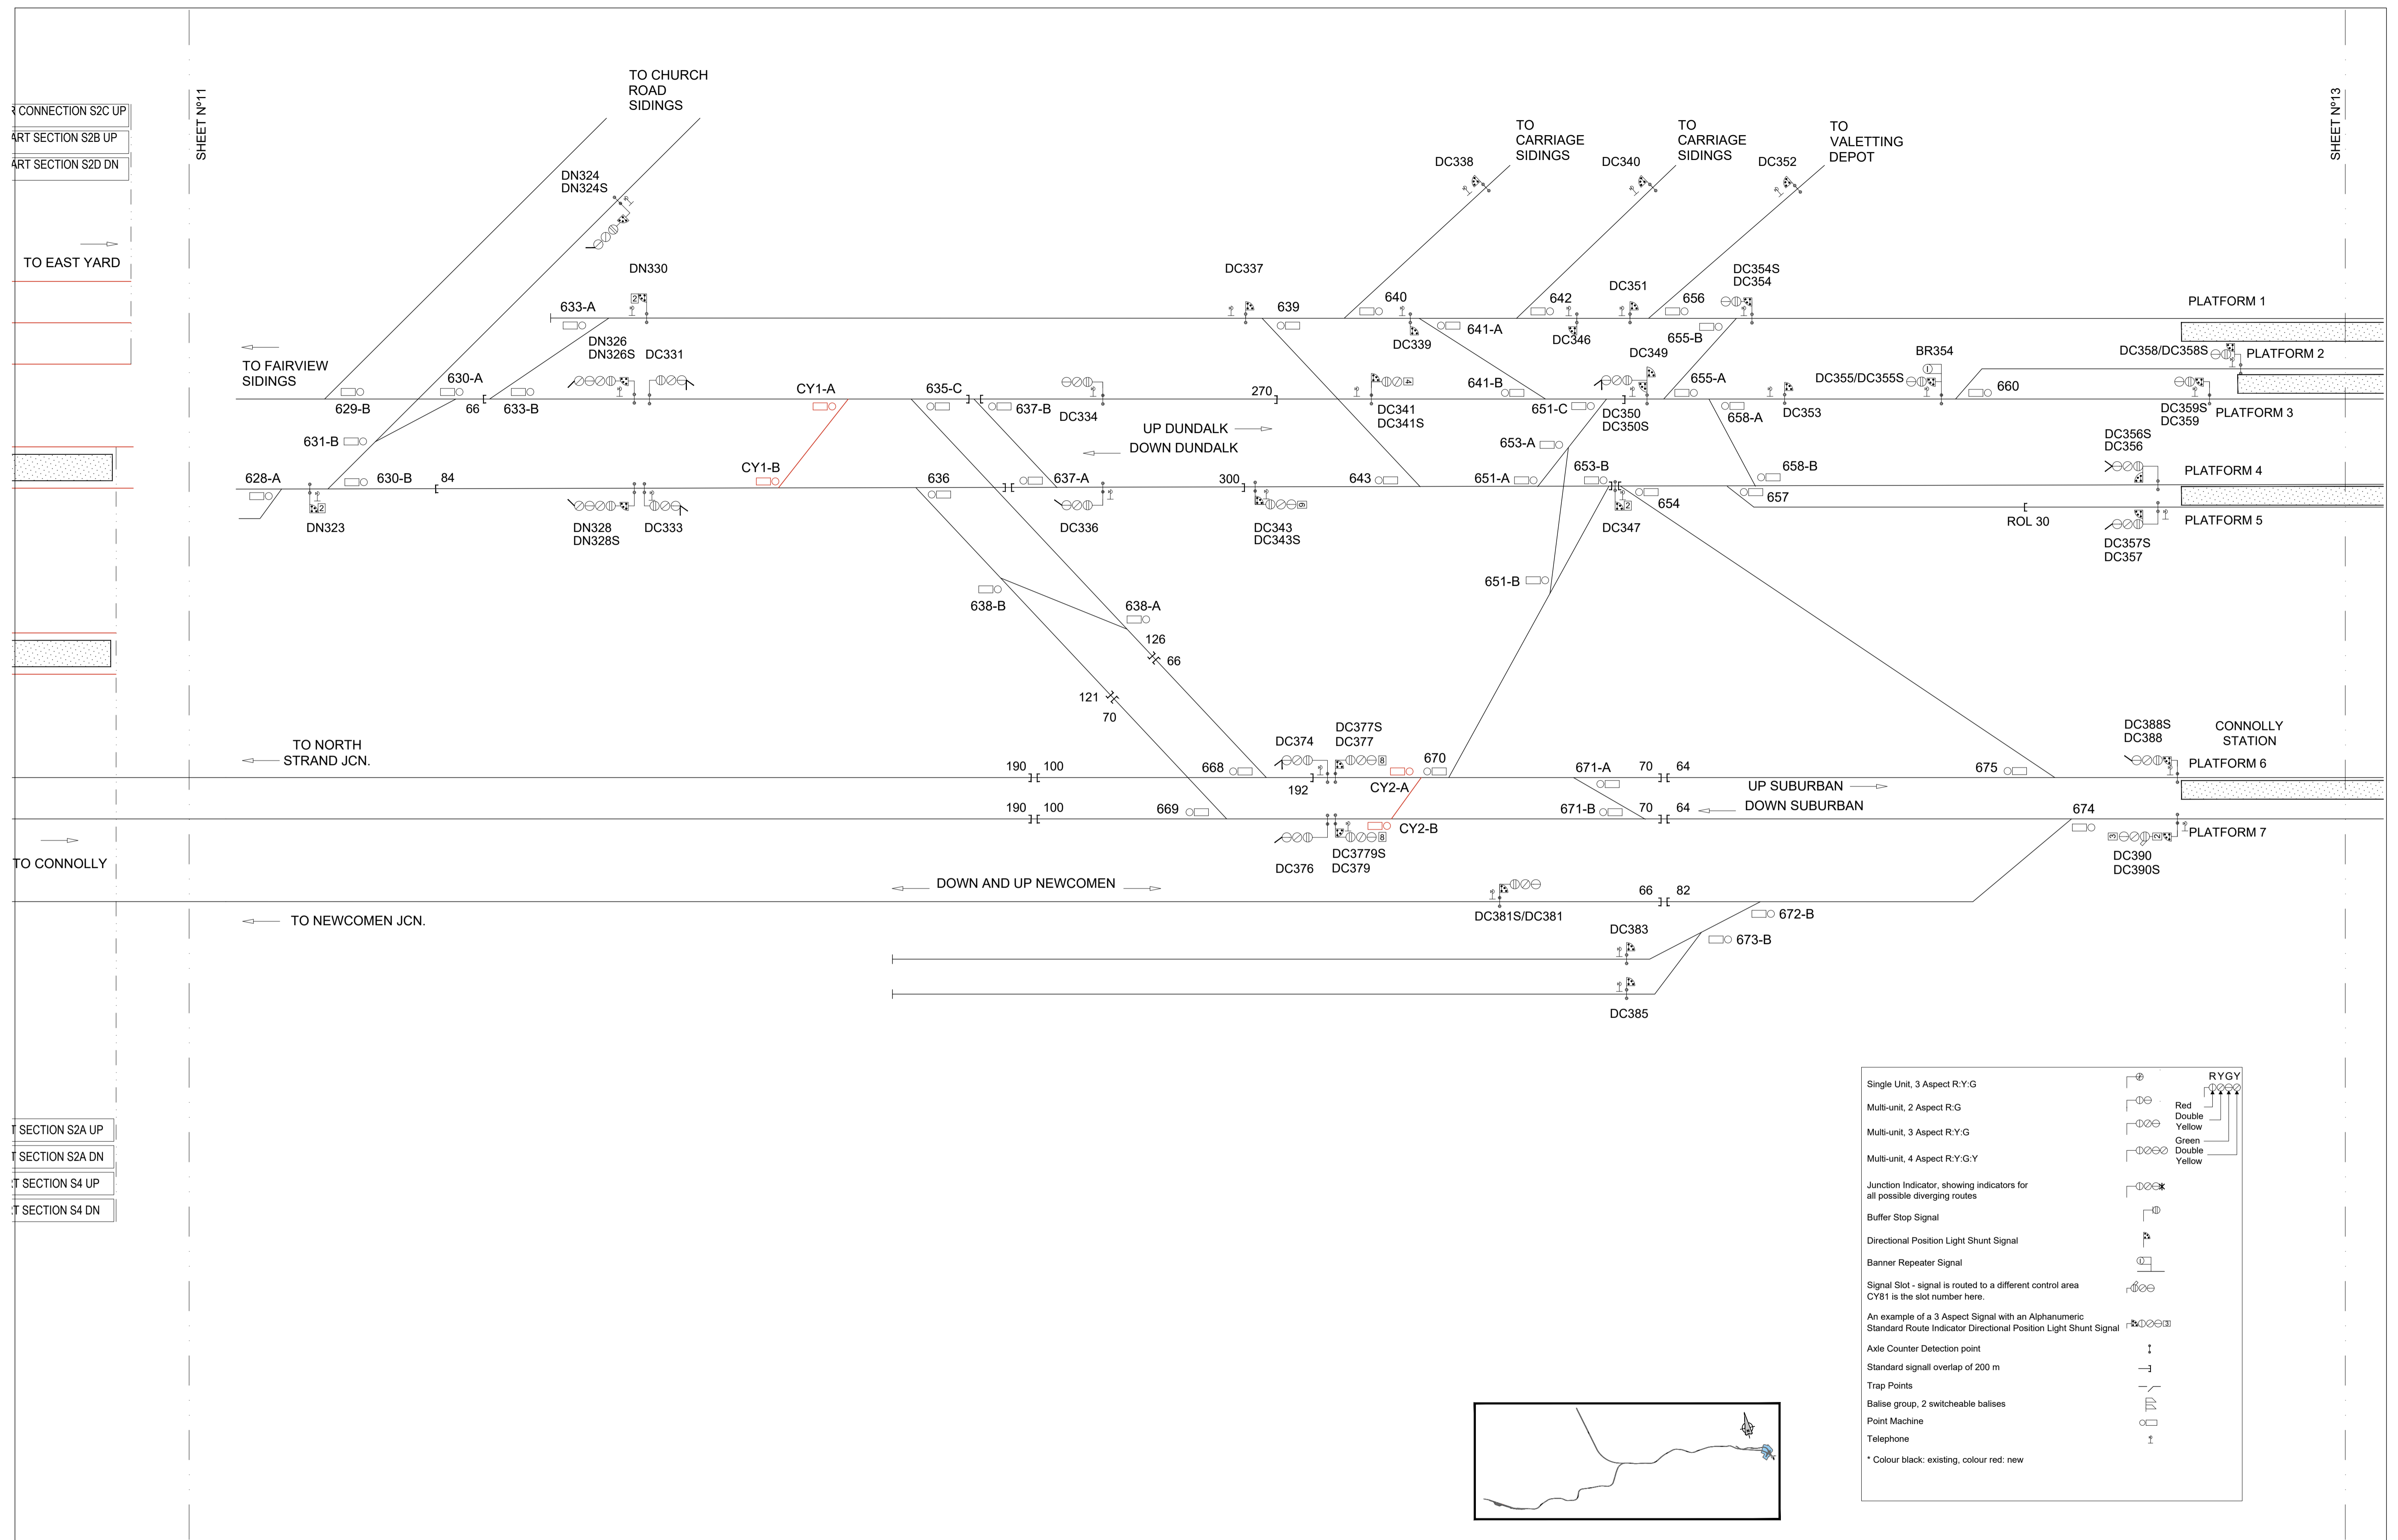 R CONNECTION S2C UP
ART SECTION S2B UP
ART SECTION S2D DN
SHEET Nº11
TO EAST YARD
TO CHURCH
ROAD
SIDINGS
SHEET Nº13
TO
CARRIAGE
SIDINGS
TO
CARRIAGE
SIDINGS
TO
VALETTING
DEPOT
DC338
DC340
DC352
DN324
DN324S
DN330
2
DC337
DC351
DC354S
DC354
633-A
639
640
642
656
PLATFORM 1
641-A
655-B
DC339
DC346
DC349
BR354
DC358/DC358S
PLATFORM 2
TO FAIRVIEW
SIDINGS
DN326
DN326S
DC331
630-A
CY1-A
635-C
270
4
641-B
655-A
DC355/DC355S
660
629-B
66
633-B
637-B
DC334
DC341
DC341S
651-C
DC350
DC350S
658-A
DC353
DC359S
DC359
PLATFORM 3
UP DUNDALK
DOWN DUNDALK
631-B
653-A
DC356S
DC356
CY1-B
653-B
658-B
PLATFORM 4
628-A
630-B
84
636
637-A
300
643
651-A
654
657
2
9
2
DN323
DN328
DN328S
DC333
DC336
DC343
DC343S
DC347
ROL 30
PLATFORM 5
DC357S
DC357
651-B
638-B
638-A
126
66
121
70
TO NORTH
STRAND JCN.
DC374
DC377S
DC377
8
DC388S
DC388
CONNOLLY
STATION
190
100
668
670
671-A
70
64
675
PLATFORM 6
192
CY2-A
UP SUBURBAN
DOWN SUBURBAN
190
100
669
671-B
70
64
674
CY2-B
8
3
2
PLATFORM 7
DC376
DC3779S
DC379
DC390
DC390S
TO CONNOLLY
DOWN AND UP NEWCOMEN
66
82
DC381S/DC381
TO NEWCOMEN JCN.
672-B
DC383
673-B
DC385
T SECTION S2A UP
T SECTION S2A DN
T SECTION S4 UP
T SECTION S4 DN
Single Unit, 3 Aspect R:Y:G
RYGY
Multi-unit, 2 Aspect R:G
Red
Double
Yellow
Multi-unit, 3 Aspect R:Y:G
Green
Multi-unit, 4 Aspect R:Y:G:Y
Double
Yellow
Junction Indicator, showing indicators for
all possible diverging routes
Buffer Stop Signal
Directional Position Light Shunt Signal
Banner Repeater Signal
Signal Slot - signal is routed to a different control area
CY81 is the slot number here.
An example of a 3 Aspect Signal with an Alphanumeric
Standard Route Indicator Directional Position Light Shunt Signal
Axle Counter Detection point
Standard signall overlap of 200 m
Trap Points
Balise group, 2 switcheable balises
Point Machine
Telephone
* Colour black: existing, colour red: new